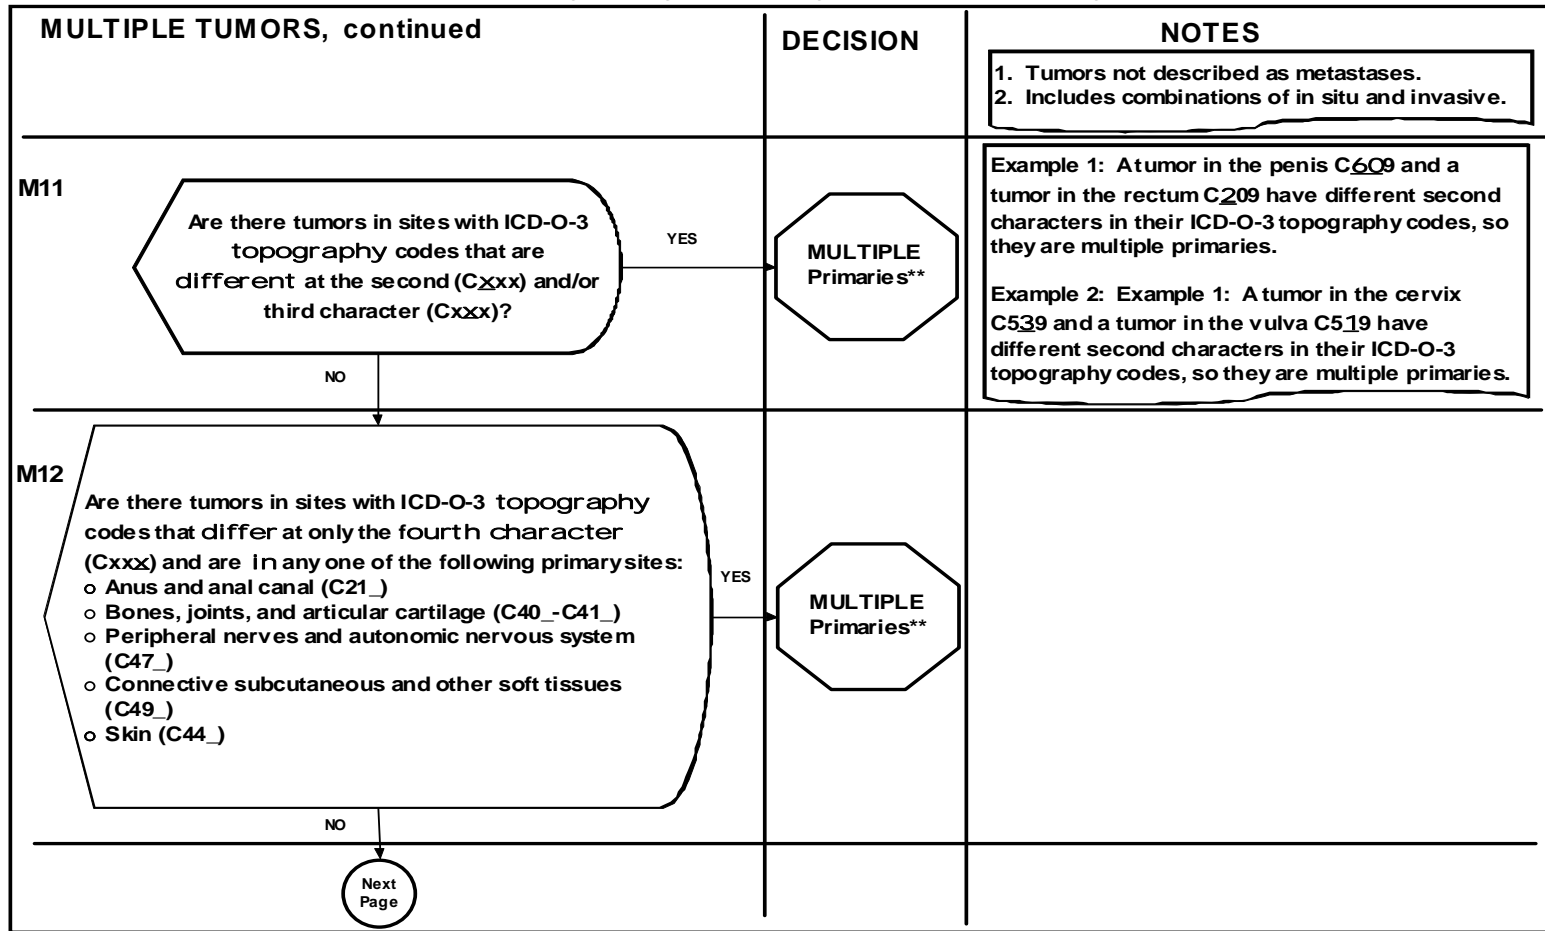 MULTIPLE TUMORS, continued
DECISION
NOTES
1. Tumors not described as metastases.
2. Includes combinations of in situ and invasive.
M11
Are there tumors in sites with ICD-O-3
topography codes that are
different at the second (Cxxx) and/or
third character (Cxxx)?
YES
MULTIPLE
Primaries**
Example 1: A tumor in the penis C609 and a
tumor in the rectum C209 have different second
characters in their ICD-O-3 topography codes, so
they are multiple primaries.
Example 2: Example 1: A tumor in the cervix
C539 and a tumor in the vulva C519 have
different second characters in their ICD-O-3
topography codes, so they are multiple primaries.
NO
M12
Are there tumors in sites with ICD-O-3 topography
codes that differ at only the fourth character
(Cxxx) and are in any one of the following primary sites:
o Anus and anal canal (C21_)
o Bones, joints, and articular cartilage (C40_-C41_)
o Peripheral nerves and autonomic nervous system
(C47_)
o Connective subcutaneous and other soft tissues
(C49_)
o Skin (C44_)
YES
MULTIPLE
Primaries**
NO
Next
Page